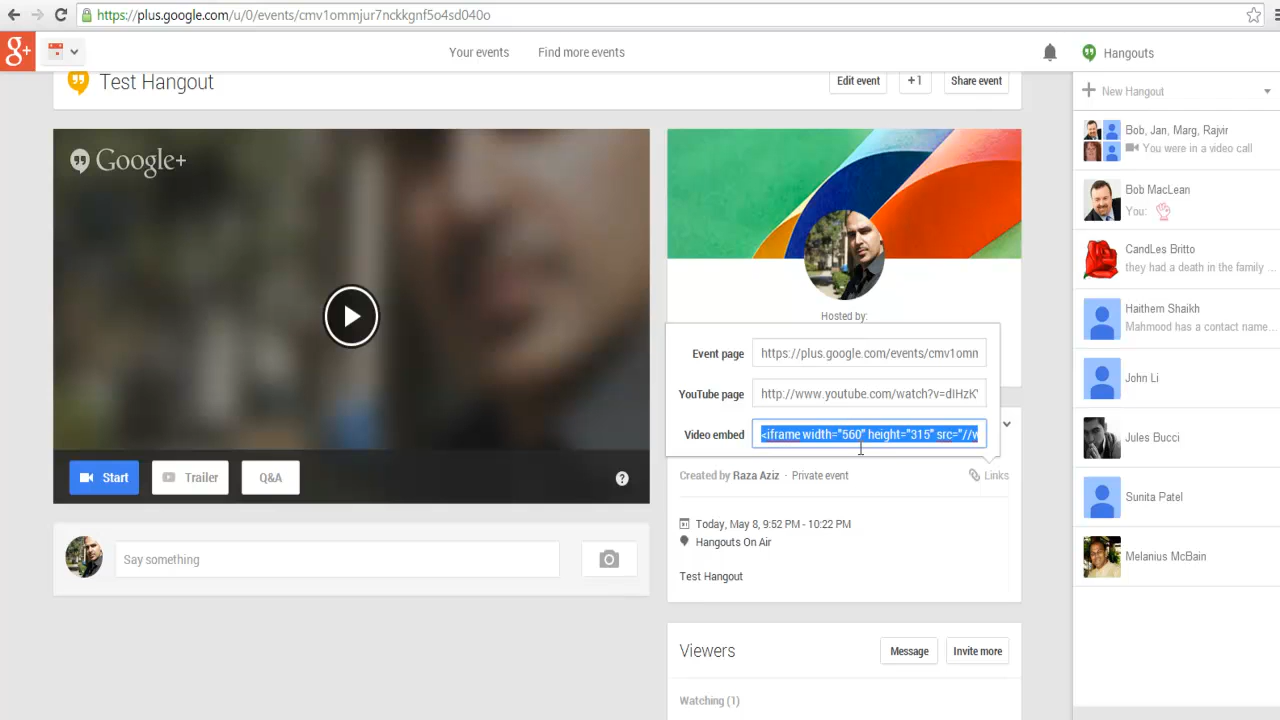 https://plus.google.com/u/0/events/cmv1ommjur7nckkgnf5o4sd040o
g+
Your events
Find more events
Hangouts
Test Hangout
Edit event
+1
Share event
New Hangout
Google+
Bob, Jan, Marg, Rajvir
You were in a video call
Bob MacLean
You:
CandLes Britto
they had a death in the family ...
Hosted by:
Haithem Shaikh
Mahmood has a contact name...
Event page
https://plus.google.com/events/cmv1omn
John Li
YouTube page
http://www.youtube.com/watch?v=dIHzK
Video embed
<iframe width="560" height="315" src="//w
Jules Bucci
Start
Trailer
Q&A
?
Created by Raza Aziz · Private event
Links
Sunita Patel
Today, May 8, 9:52 PM - 10:22 PM
Hangouts On Air
Say something
Melanius McBain
Test Hangout
Viewers
Message
Invite more
Watching (1)